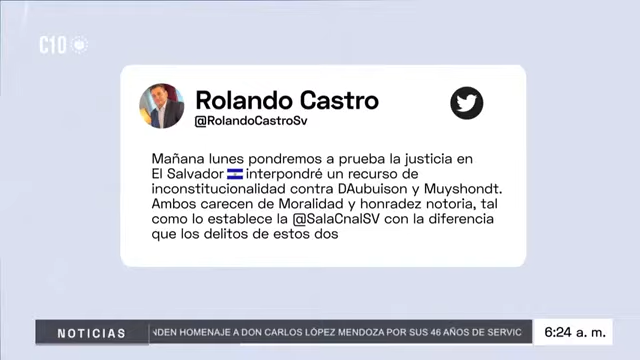 C10
Rolando Castro
@RolandoCastroSv
Mañana lunes pondremos a prueba la justicia en
El Salvador 🇸🇻 interpondré un recurso de
inconstitucionalidad contra DAubuison y Muyshondt.
Ambos carecen de Moralidad y honradez notoria, tal
como lo establece la @SalaCnalSV con la diferencia
que los delitos de estos dos
NOTICIAS
NDEN HOMENAJE A DON CARLOS LÓPEZ MENDOZA POR SUS 46 AÑOS DE SERVIC
6:24 a. m.